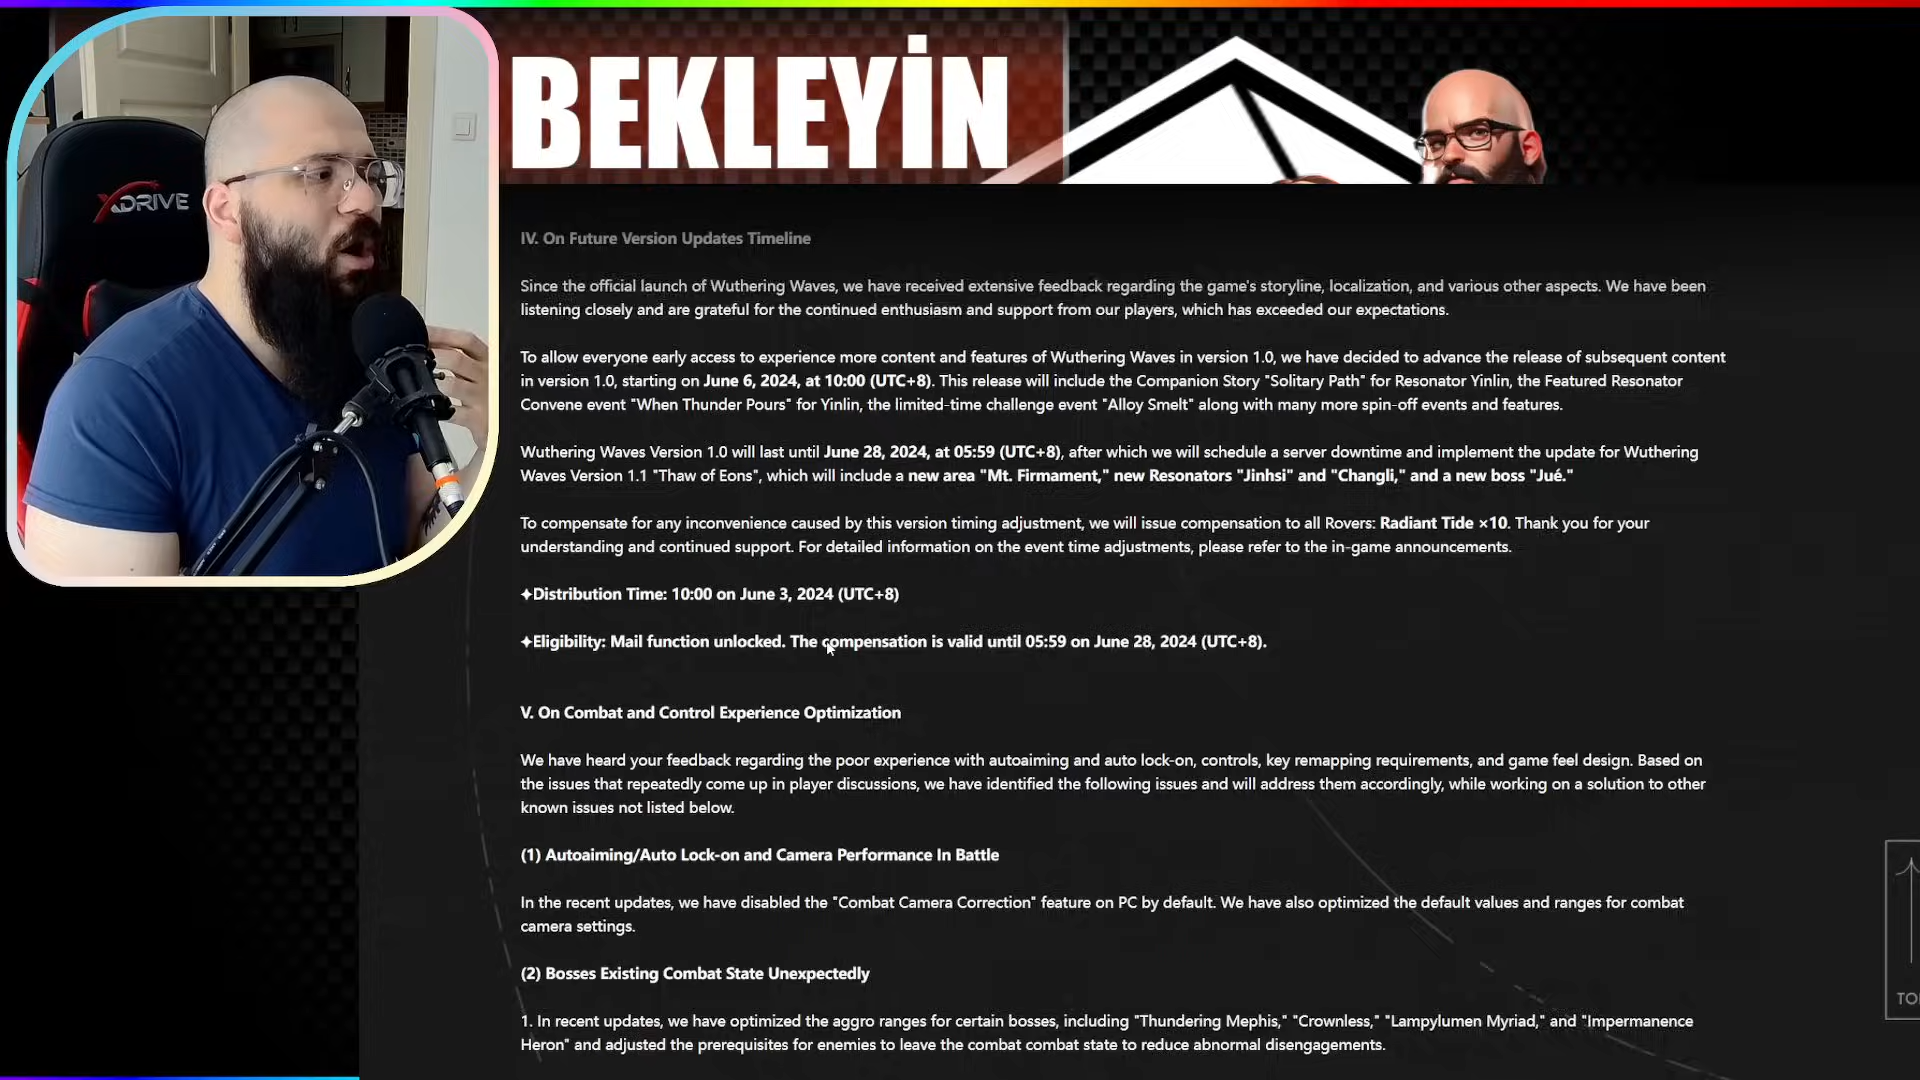 XDRIVE
BEKLEYİN
IV. On Future Version Updates Timeline
Since the official launch of Wuthering Waves, we have received extensive feedback regarding the game's storyline, localization, and various other aspects. We have been
listening closely and are grateful for the continued enthusiasm and support from our players, which has exceeded our expectations.
To allow everyone early access to experience more content and features of Wuthering Waves in version 1.0, we have decided to advance the release of subsequent content
in version 1.0, starting on June 6, 2024, at 10:00 (UTC+8). This release will include the Companion Story "Solitary Path" for Resonator Yinlin, the Featured Resonator
Convene event "When Thunder Pours" for Yinlin, the limited-time challenge event "Alloy Smelt" along with many more spin-off events and features.
Wuthering Waves Version 1.0 will last until June 28, 2024, at 05:59 (UTC+8), after which we will schedule a server downtime and implement the update for Wuthering
Waves Version 1.1 "Thaw of Eons", which will include a new area "Mt. Firmament," new Resonators "Jinhsi" and "Changli," and a new boss "Jué."
To compensate for any inconvenience caused by this version timing adjustment, we will issue compensation to all Rovers: Radiant Tide ×10. Thank you for your
understanding and continued support. For detailed information on the event time adjustments, please refer to the in-game announcements.
✦Distribution Time: 10:00 on June 3, 2024 (UTC+8)
✦Eligibility: Mail function unlocked. The compensation is valid until 05:59 on June 28, 2024 (UTC+8).
V. On Combat and Control Experience Optimization
We have heard your feedback regarding the poor experience with autoaiming and auto lock-on, controls, key remapping requirements, and game feel design. Based on
the issues that repeatedly come up in player discussions, we have identified the following issues and will address them accordingly, while working on a solution to other
known issues not listed below.
(1) Autoaiming/Auto Lock-on and Camera Performance In Battle
In the recent updates, we have disabled the "Combat Camera Correction" feature on PC by default. We have also optimized the default values and ranges for combat
camera settings.
(2) Bosses Existing Combat State Unexpectedly
1. In recent updates, we have optimized the aggro ranges for certain bosses, including "Thundering Mephis," "Crownless," "Lampylumen Myriad," and "Impermanence
Heron" and adjusted the prerequisites for enemies to leave the combat combat state to reduce abnormal disengagements.